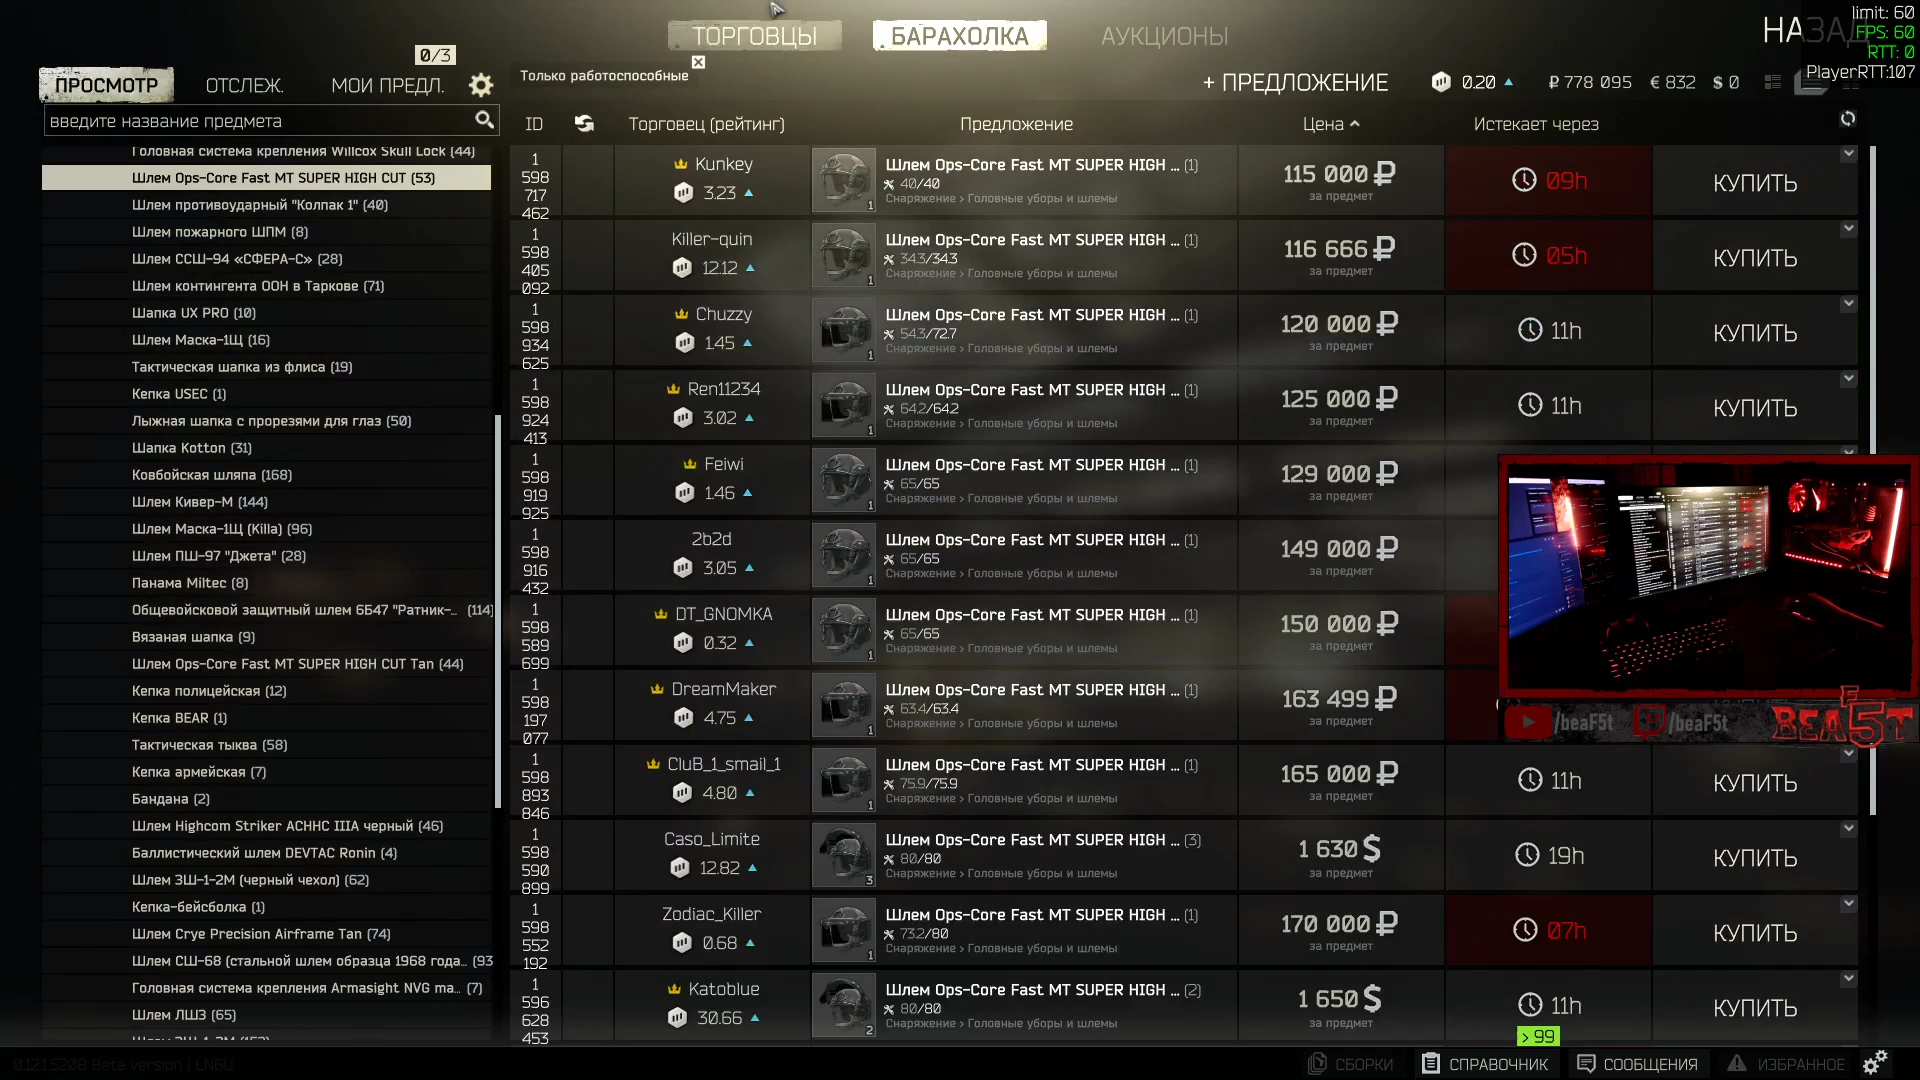 ТОРГОВЦЫ
БАРАХОЛКА
АУКЦИОНЫ
НАЗАД
limit: 60
FPS: 60
RTT: 0
PlayerRTT:107
0/3
ПРОСМОТР
ОТСЛЕЖ.
МОИ ПРЕДЛ.
Только работоспособные
+ ПРЕДЛОЖЕНИЕ
0.20
₽ 778 095
€ 832
$ 0
введите название предмета
ID
Торговец (рейтинг)
Предложение
Цена
Истекает через
Головная система крепления Wilcox Skull Lock (44)
Шлем Ops-Core Fast MT SUPER HIGH CUT (53)
Шлем противоударный "Колпак 1" (40)
Шлем пожарного ШПМ (8)
Шлем ССШ-94 «СФЕРА-С» (28)
Шлем контингента ООН в Таркове (71)
Шапка UX PRO (10)
Шлем Маска-1Щ (16)
Тактическая шапка из флиса (19)
Кепка USEC (1)
Лыжная шапка с прорезями для глаз (50)
Шапка Kotton (31)
Ковбойская шляпа (168)
Шлем Кивер-М (144)
Шлем Маска-1Щ (Killa) (96)
Шлем ПШ-97 "Джета" (28)
Панама Miltec (8)
Общевойсковой защитный шлем 6Б47 "Ратник-... (114)
Вязаная шапка (9)
Шлем Ops-Core Fast MT SUPER HIGH CUT Tan (44)
Кепка полицейская (12)
Кепка BEAR (1)
Тактическая тыква (58)
Кепка армейская (7)
Бандана (2)
Шлем Highcom Striker ACHHC IIIA черный (46)
Баллистический шлем DEVTAC Ronin (4)
Шлем ЗШ-1-2М (черный чехол) (62)
Кепка-бейсболка (1)
Шлем Crye Precision Airframe Tan (74)
Шлем СШ-68 (стальной шлем образца 1968 года... (93
Головная система крепления Armasight NVG ma... (7)
Шлем ЛШЗ (65)
1
598
717
462
Kunkey
3.23
Шлем Ops-Core Fast MT SUPER HIGH ... (1)
40/40
Снаряжение > Головные уборы и шлемы
1
115 000 ₽
за предмет
09h
КУПИТЬ
1
598
405
092
Killer-quin
12.12
Шлем Ops-Core Fast MT SUPER HIGH ... (1)
34.3/34.3
Снаряжение > Головные уборы и шлемы
1
116 666 ₽
за предмет
05h
КУПИТЬ
1
598
934
625
Chuzzy
1.45
Шлем Ops-Core Fast MT SUPER HIGH ... (1)
54.3/72.7
Снаряжение > Головные уборы и шлемы
1
120 000 ₽
за предмет
11h
КУПИТЬ
1
598
924
413
Ren11234
3.02
Шлем Ops-Core Fast MT SUPER HIGH ... (1)
64.2/64.2
Снаряжение > Головные уборы и шлемы
1
125 000 ₽
за предмет
11h
КУПИТЬ
1
598
919
925
Feiwi
1.46
Шлем Ops-Core Fast MT SUPER HIGH ... (1)
65/65
Снаряжение > Головные уборы и шлемы
1
129 000 ₽
за предмет
1
598
916
432
2b2d
3.05
Шлем Ops-Core Fast MT SUPER HIGH ... (1)
65/65
Снаряжение > Головные уборы и шлемы
1
149 000 ₽
за предмет
1
598
589
699
DT_GNOMKA
0.32
Шлем Ops-Core Fast MT SUPER HIGH ... (1)
65/65
Снаряжение > Головные уборы и шлемы
1
150 000 ₽
за предмет
1
598
197
077
DreamMaker
4.75
Шлем Ops-Core Fast MT SUPER HIGH ... (1)
63.4/63.4
Снаряжение > Головные уборы и шлемы
1
163 499 ₽
за предмет
/beaF5t
/beaF5t
BEAF5T
1
598
893
846
CluB_1_smail_1
4.80
Шлем Ops-Core Fast MT SUPER HIGH ... (1)
75.9/75.9
Снаряжение > Головные уборы и шлемы
1
165 000 ₽
за предмет
11h
КУПИТЬ
1
598
590
899
Caso_Limite
12.82
Шлем Ops-Core Fast MT SUPER HIGH ... (3)
80/80
Снаряжение > Головные уборы и шлемы
3
1 630 $
за предмет
19h
КУПИТЬ
1
598
552
192
Zodiac_Killer
0.68
Шлем Ops-Core Fast MT SUPER HIGH ... (1)
73.2/80
Снаряжение > Головные уборы и шлемы
1
170 000 ₽
за предмет
07h
КУПИТЬ
1
596
628
453
Katoblue
30.66
Шлем Ops-Core Fast MT SUPER HIGH ... (2)
80/80
Снаряжение > Головные уборы и шлемы
2
1 650 $
за предмет
11h
КУПИТЬ
> 99
0.12.1.5208 Beta version | LN6U
СБОРКИ
СПРАВОЧНИК
СООБЩЕНИЯ
ИЗБРАННОЕ